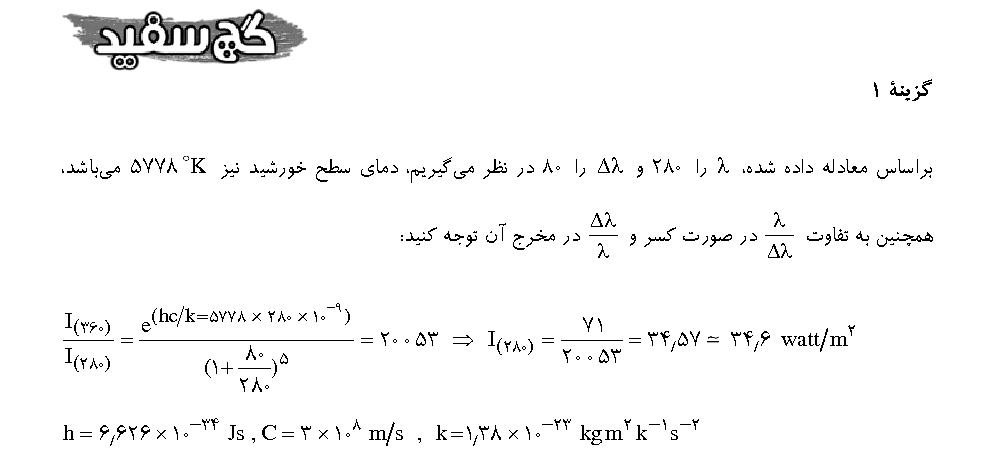 گچ سفید
گزینهٔ ۱
براساس معادله داده شده، λ را ۲۸۰ و Δλ را ۸۰ در نظر می‌گیریم، دمای سطح خورشید نیز ۵۷۷۸ °K می‌باشد،
همچنین به تفاوت λ/Δλ در صورت کسر و Δλ/λ در مخرج آن توجه کنید:
I(۳۶۰)/I(۲۸۰) = e^(hc/k=۵۷۷۸×۲۸۰×۱۰^−۹)/(۱+۸۰/۲۸۰)^۵ = ۲۰۰۵۳ ⇒ I(۲۸۰) = ۷۱/۲۰۰۵۳ = ۳۴٫۵۷ ≃ ۳۴٫۶ watt/m^۲
h = ۶٫۶۲۶×۱۰^−۳۴ Js , C = ۳×۱۰^۸ m/s , k=۱٫۳۸×۱۰^−۲۳ kgm^۲k^−۱s^−۲